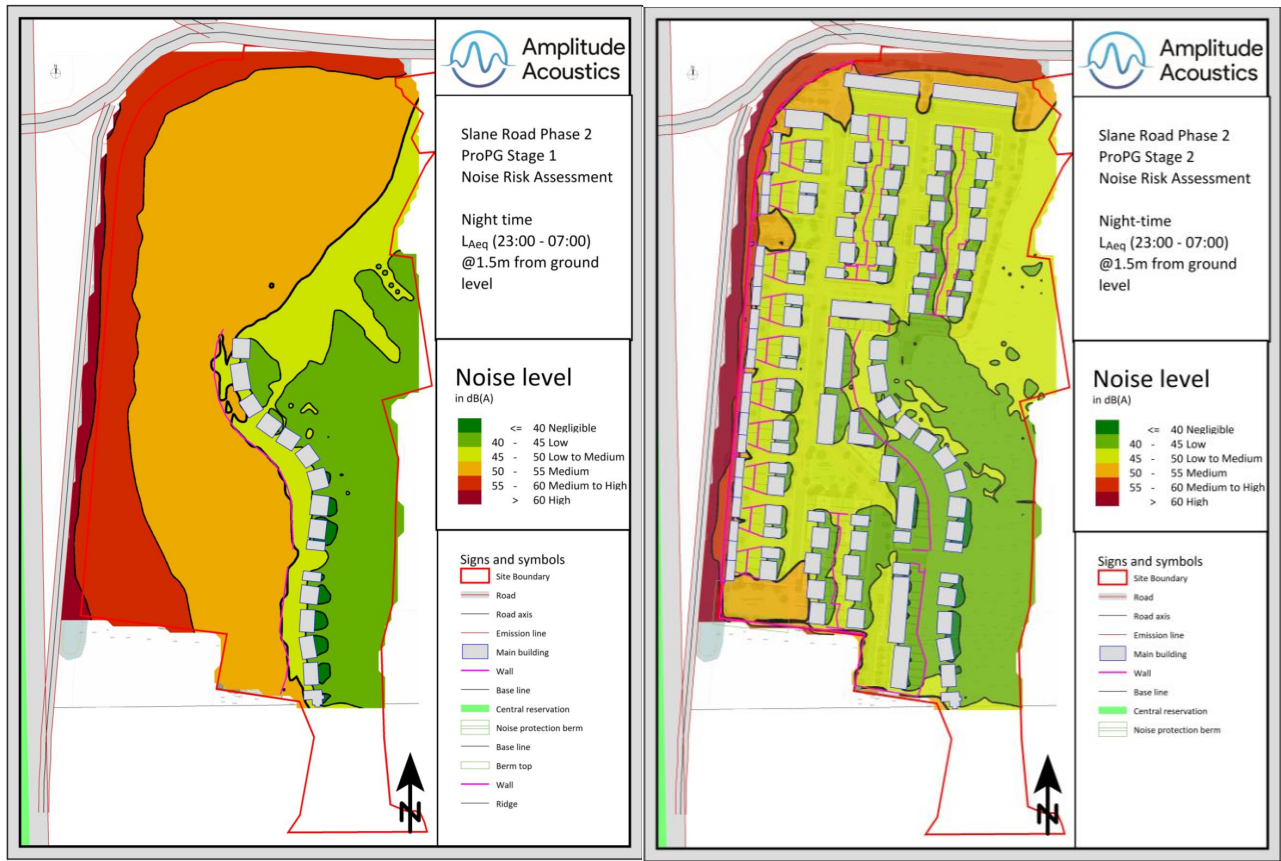 Amplitude
Acoustics
Slane Road Phase 2
ProPG Stage 1
Noise Risk Assessment
Night time
LAeq (23:00 - 07:00)
@1.5m from ground
level
Noise level
in dB(A)
<= 40 Negligible
40 - 45 Low
45 - 50 Low to Medium
50 - 55 Medium
55 - 60 Medium to High
> 60 High
Signs and symbols
Site Boundary
Road
Road axis
Emission line
Main building
Wall
Base line
Central reservation
Noise protection berm
Base line
Berm top
Wall
Ridge
N
Amplitude
Acoustics
Slane Road Phase 2
ProPG Stage 2
Noise Risk Assessment
Night-time
LAeq (23:00 - 07:00)
@1.5m from ground
level
Noise level
in dB(A)
<= 40 Negligible
40 - 45 Low
45 - 50 Low to Medium
50 - 55 Medium
55 - 60 Medium to High
> 60 High
Signs and symbols
Site Boundary
Road
Road axis
Emission line
Main building
Wall
Base line
Central reservation
Noise protection berm
N